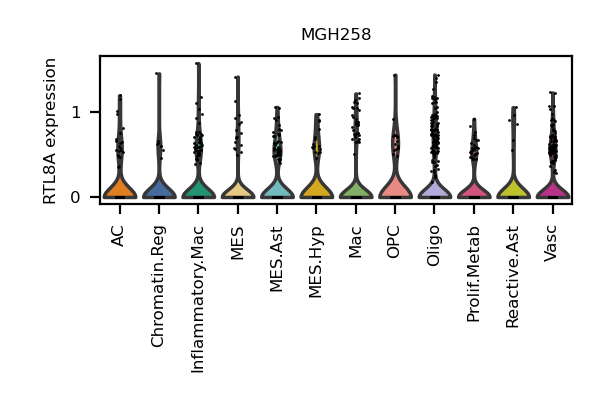 MGH258
RTL8A expression
1
0
AC
Chromatin.Reg
Inflammatory.Mac
MES
MES.Ast
MES.Hyp
Mac
OPC
Oligo
Prolif.Metab
Reactive.Ast
Vasc